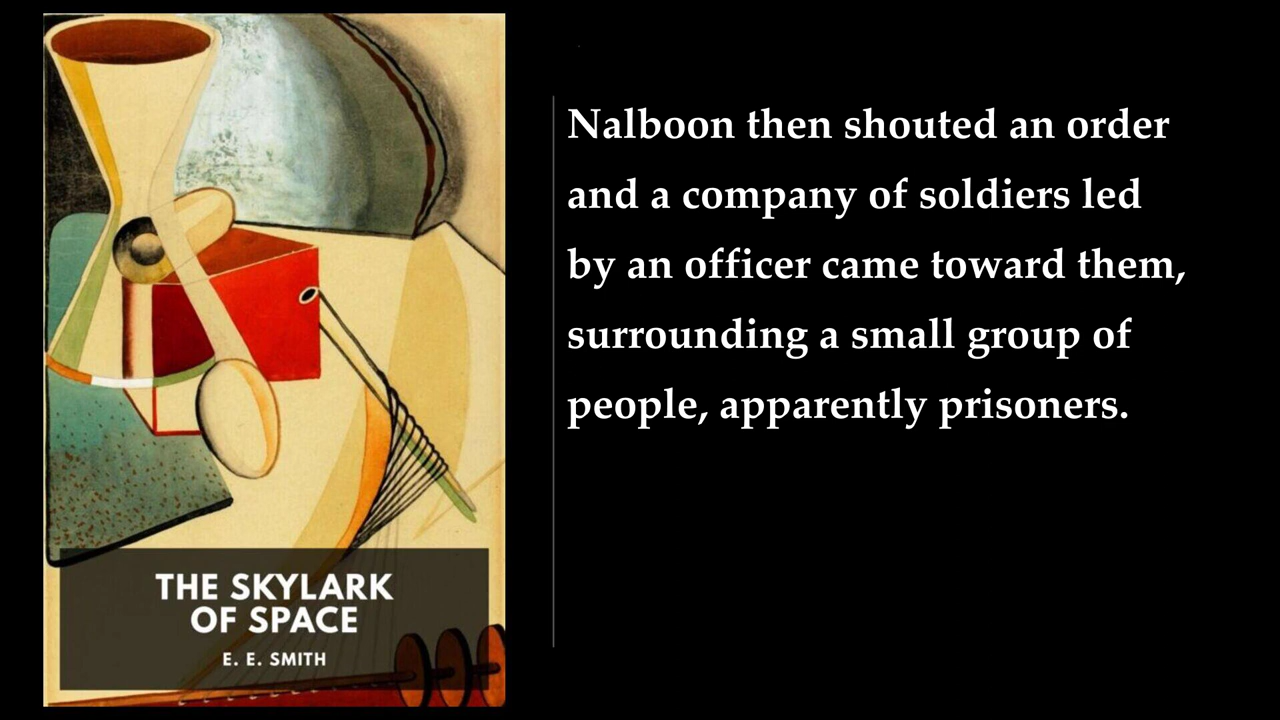 THE SKYLARK
OF SPACE
E. E. SMITH
Nalboon then shouted an order
and a company of soldiers led
by an officer came toward them,
surrounding a small group of
people, apparently prisoners.